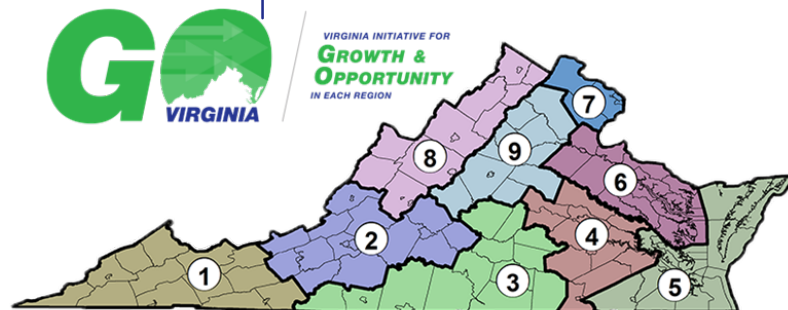 GO
VIRGINIA
VIRGINIA INITIATIVE FOR
GROWTH &
OPPORTUNITY
IN EACH REGION
7
8
9
6
2
4
1
3
5